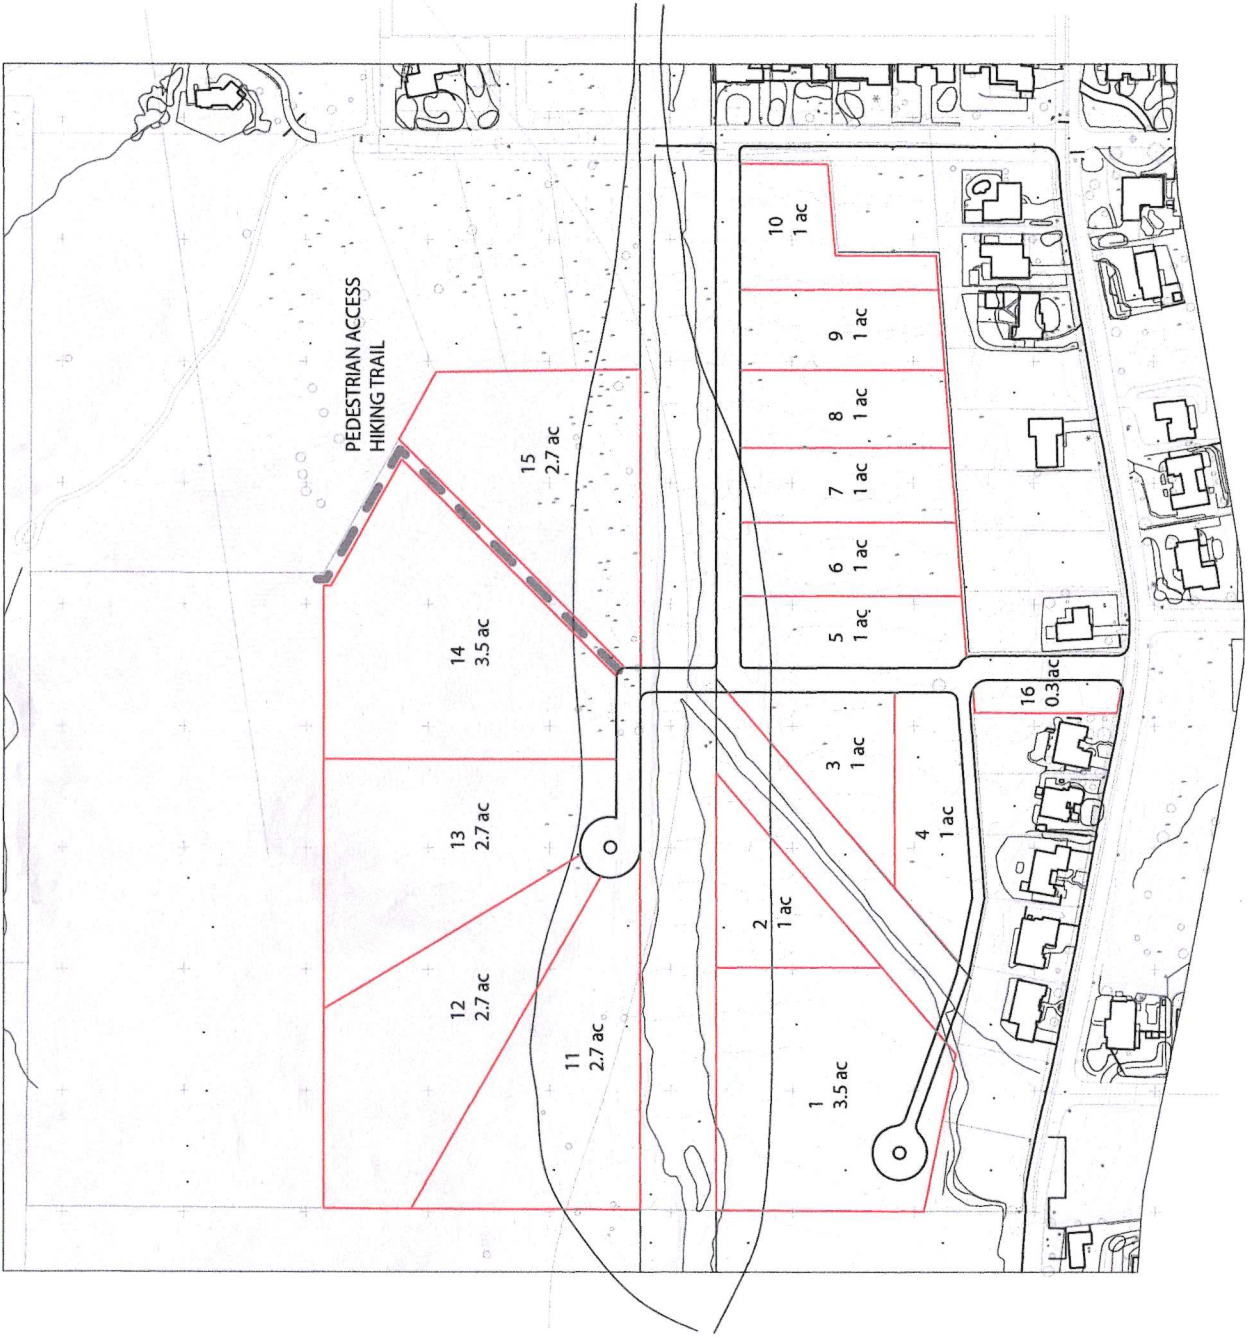 PEDESTRIAN ACCESS
HIKING TRAIL
10
1 ac
9
1 ac
8
1 ac
7
1 ac
6
1 ac
5
1 ac
15
2.7 ac
14
3.5 ac
13
2.7 ac
12
2.7 ac
11
2.7 ac
16
0.3 ac
3
1 ac
4
1 ac
2
1 ac
1
3.5 ac